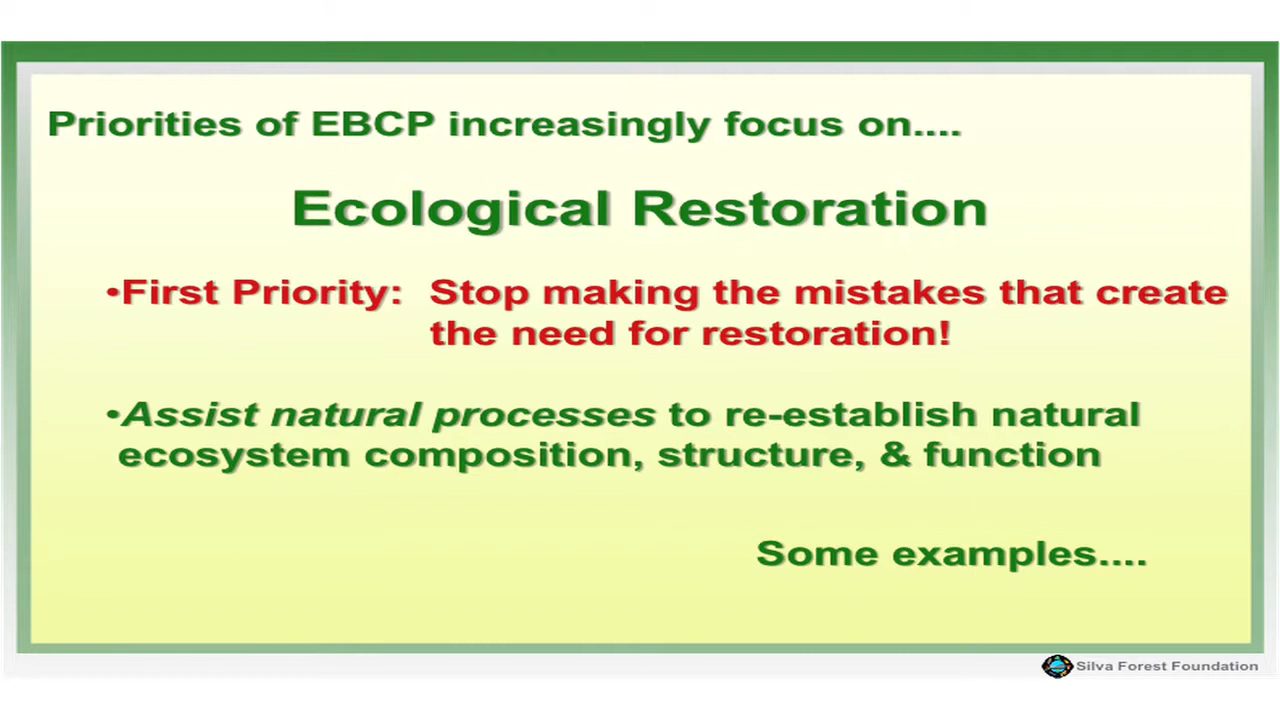 Priorities of EBCP increasingly focus on....
Ecological Restoration
•First Priority: Stop making the mistakes that create
the need for restoration!
•Assist natural processes to re-establish natural
ecosystem composition, structure, & function
Some examples....
Silva Forest Foundation